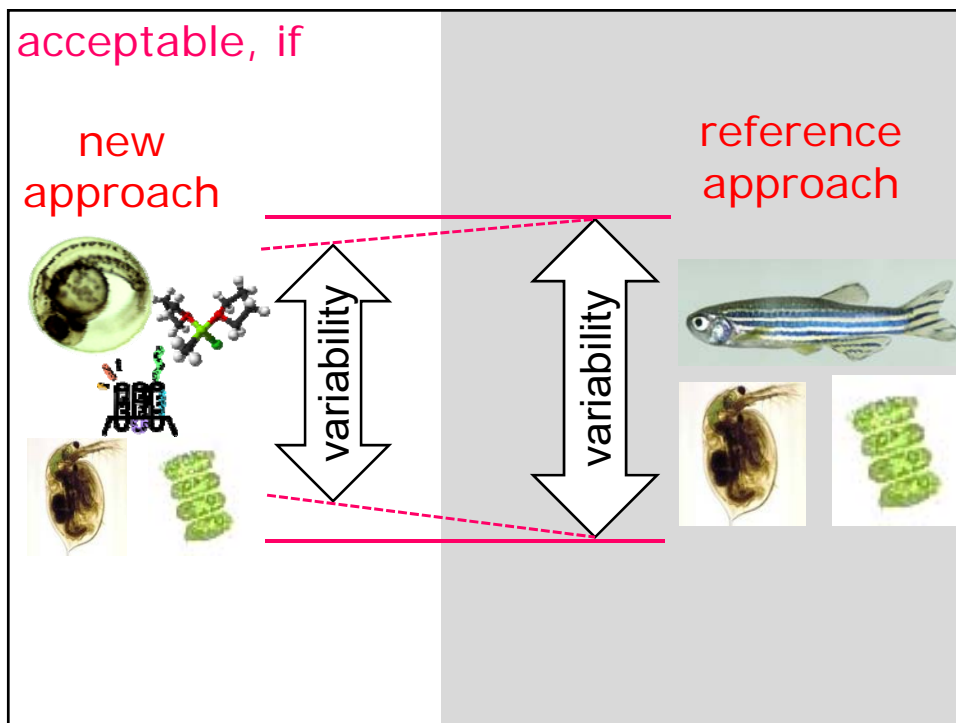 acceptable, if
new
approach
reference
approach
variability
variability